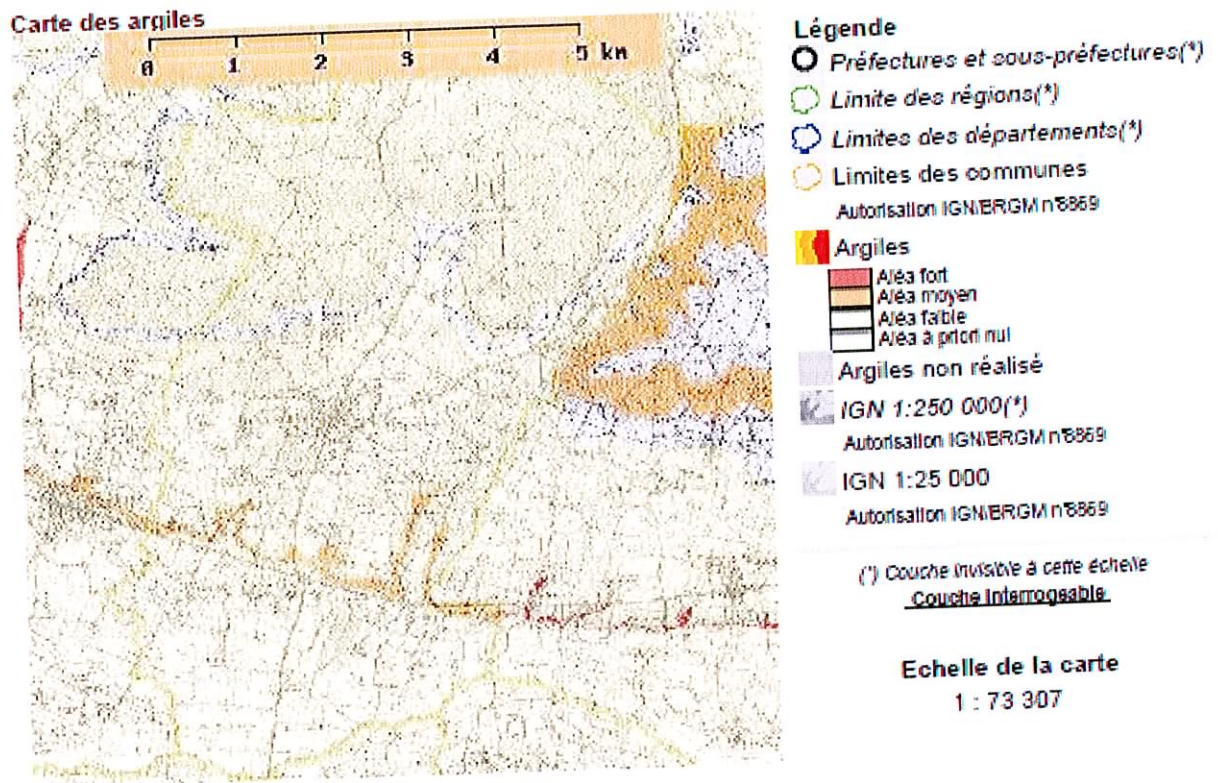 Carte des argiles
0 1 2 3 4 5 kn
Légende
Préfectures et sous-préfectures(*)
Limite des régions(*)
Limites des départements(*)
Limites des communes
Autorisation IGN/BRGM n°8869
Argiles
Aléa fort
Aléa moyen
Aléa faible
Aléa à priori nul
Argiles non réalisé
IGN 1:250 000(*)
Autorisation IGN/BRGM n°8869
IGN 1:25 000
Autorisation IGN/BRGM n°8869
(*) Couche invisible à cette échelle
Couche interrogeable
Echelle de la carte
1 : 73 307